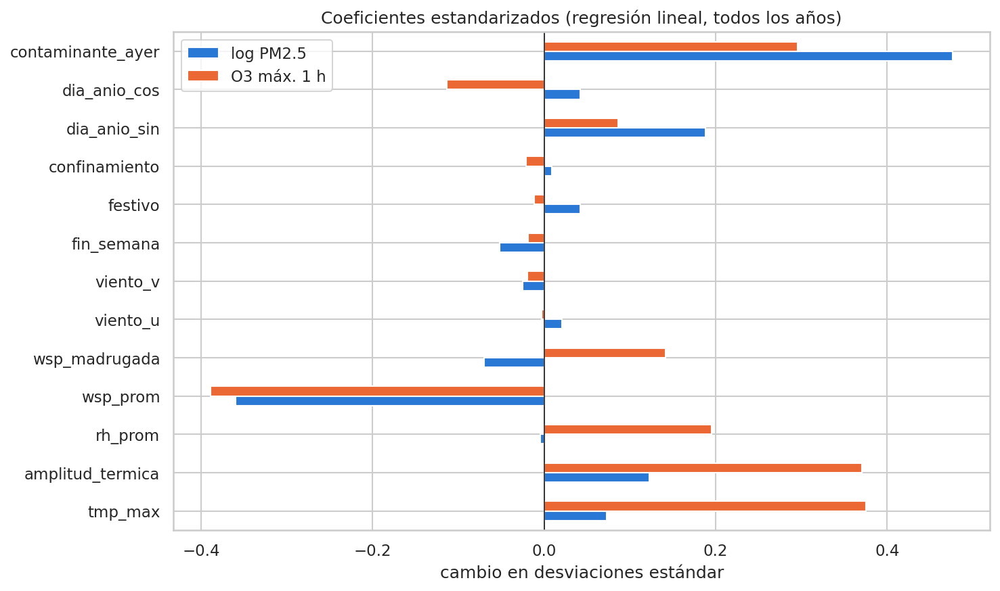 Coeficientes estandarizados (regresión lineal, todos los años)
log PM2.5
O3 máx. 1 h
contaminante_ayer
dia_anio_cos
dia_anio_sin
confinamiento
festivo
fin_semana
viento_v
viento_u
wsp_madrugada
wsp_prom
rh_prom
amplitud_termica
tmp_max
−0.4 −0.2 0.0 0.2 0.4
cambio en desviaciones estándar